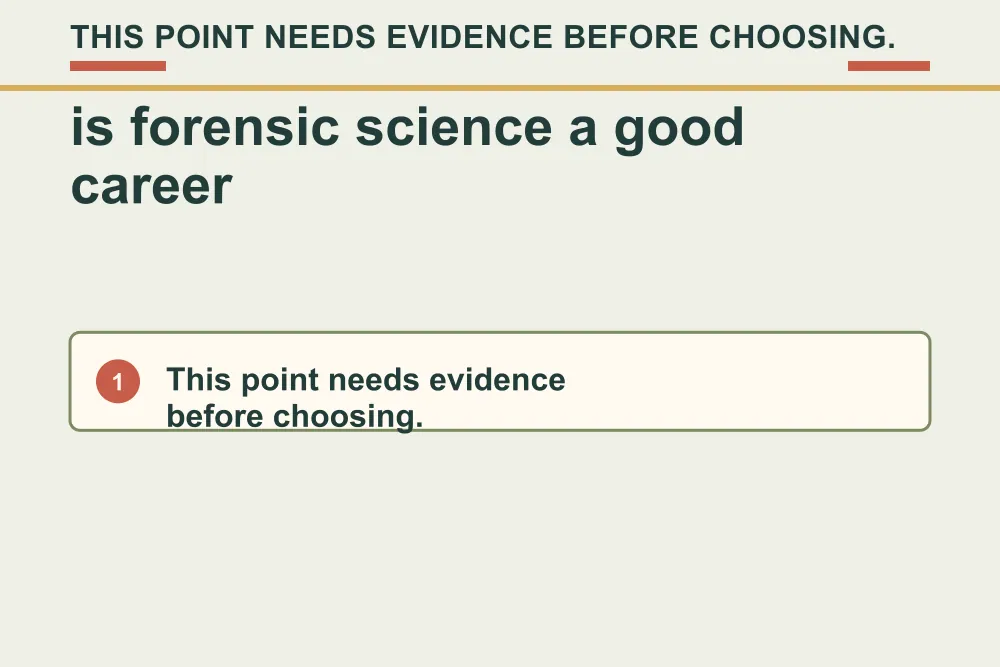 THIS POINT NEEDS EVIDENCE BEFORE CHOOSING.
is forensic science a good
career
1
This point needs evidence
before choosing.